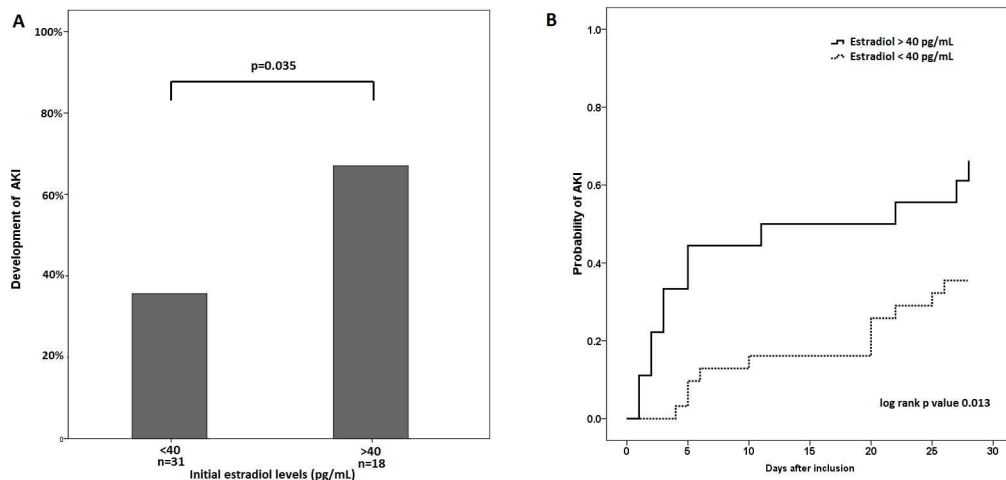 A
100%
p=0.035
80%
60%
40%
20%
0
Development of AKI
<40
n=31
>40
n=18
Initial estradiol levels (pg/mL)
B
Estradiol > 40 pg/mL
Estradiol < 40 pg/mL
1.0
0.8
0.6
0.4
0.2
0.0
Probability of AKI
log rank p value 0.013
0 5 10 15 20 25 30
Days after inclusion